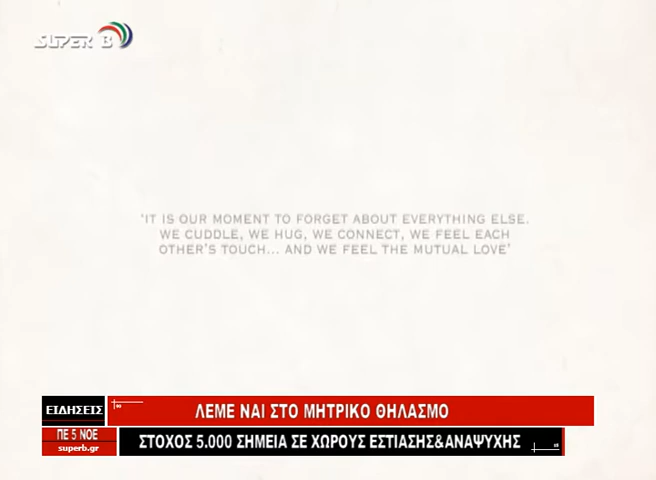 SUPER B
'IT IS OUR MOMENT TO FORGET ABOUT EVERYTHING ELSE.
WE CUDDLE, WE HUG, WE CONNECT, WE FEEL EACH
OTHER'S TOUCH... AND WE FEEL THE MUTUAL LOVE'
ΕΙΔΗΣΕΙΣ
ΛΕΜΕ ΝΑΙ ΣΤΟ ΜΗΤΡΙΚΟ ΘΗΛΑΣΜΟ
ΠΕ 5 ΝΟΕ
superb.gr
ΣΤΟΧΟΣ 5.000 ΣΗΜΕΙΑ ΣΕ ΧΩΡΟΥΣ ΕΣΤΙΑΣΗΣ&ΑΝΑΨΥΧΗΣ